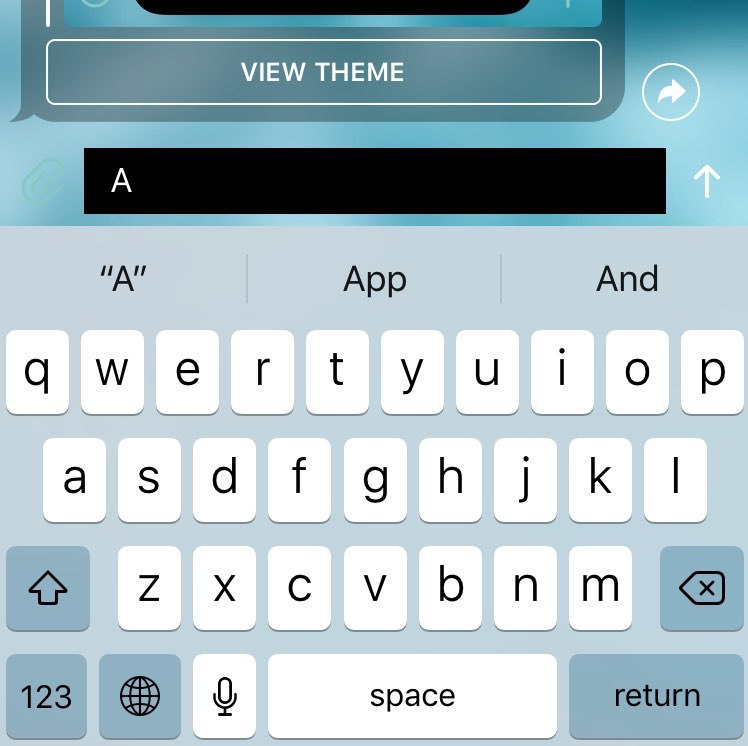 VIEW THEME
A
“A” App And
q w e r t y u i o p
a s d f g h j k l
z x c v b n m
123 space return